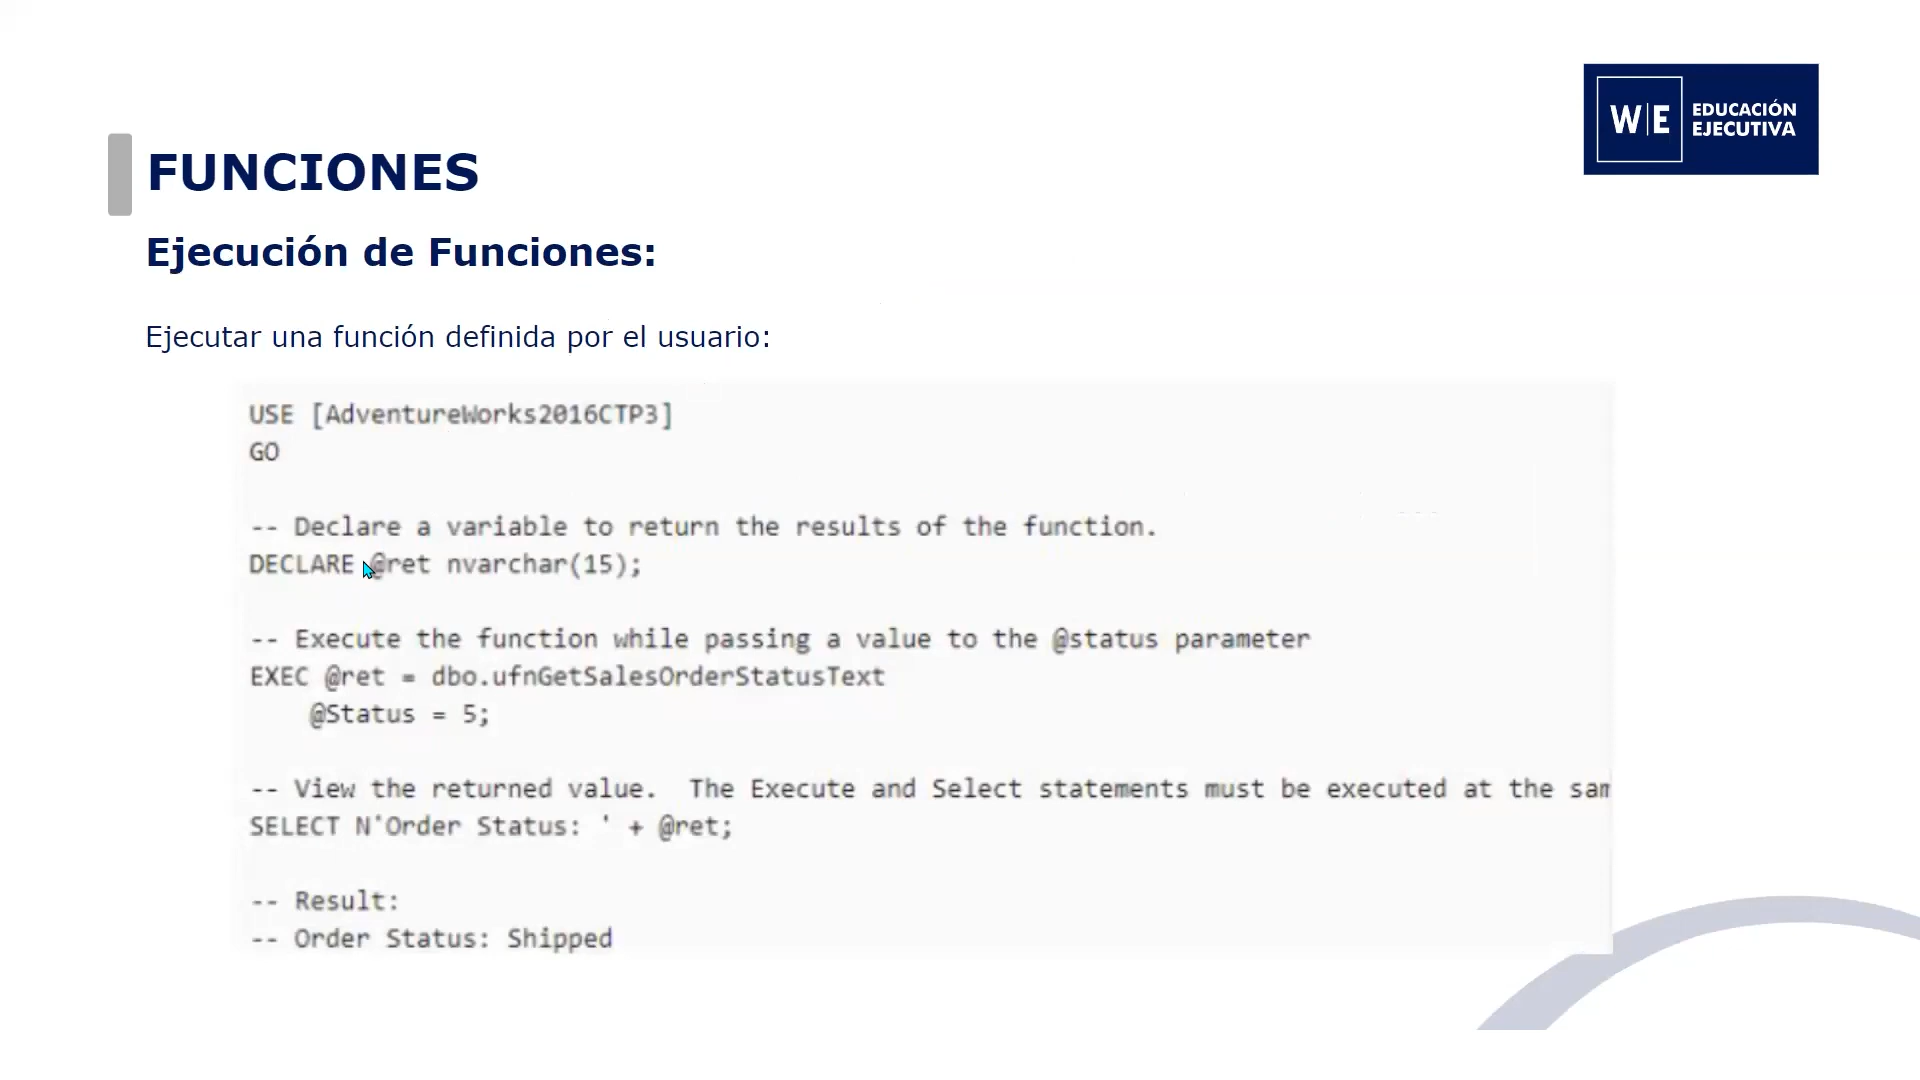 W|E EDUCACIÓN
EJECUTIVA
FUNCIONES
Ejecución de Funciones:
Ejecutar una función definida por el usuario:
USE [AdventureWorks2016CTP3]
GO
-- Declare a variable to return the results of the function.
DECLARE @ret nvarchar(15);
-- Execute the function while passing a value to the @status parameter
EXEC @ret = dbo.ufnGetSalesOrderStatusText
@Status = 5;
-- View the returned value.  The Execute and Select statements must be executed at the
SELECT N'Order Status: ' + @ret;
-- Result:
-- Order Status: Shipped